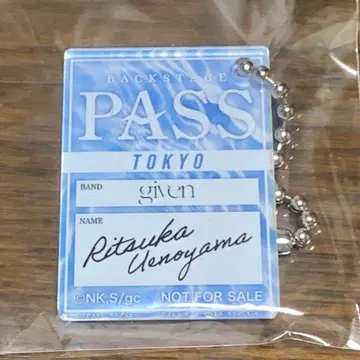 BACKSTAGE
PASS
TOKYO
BAND given
NAME
Ritsuka
Uenoyama
©NK,S/gc NOT FOR SALE